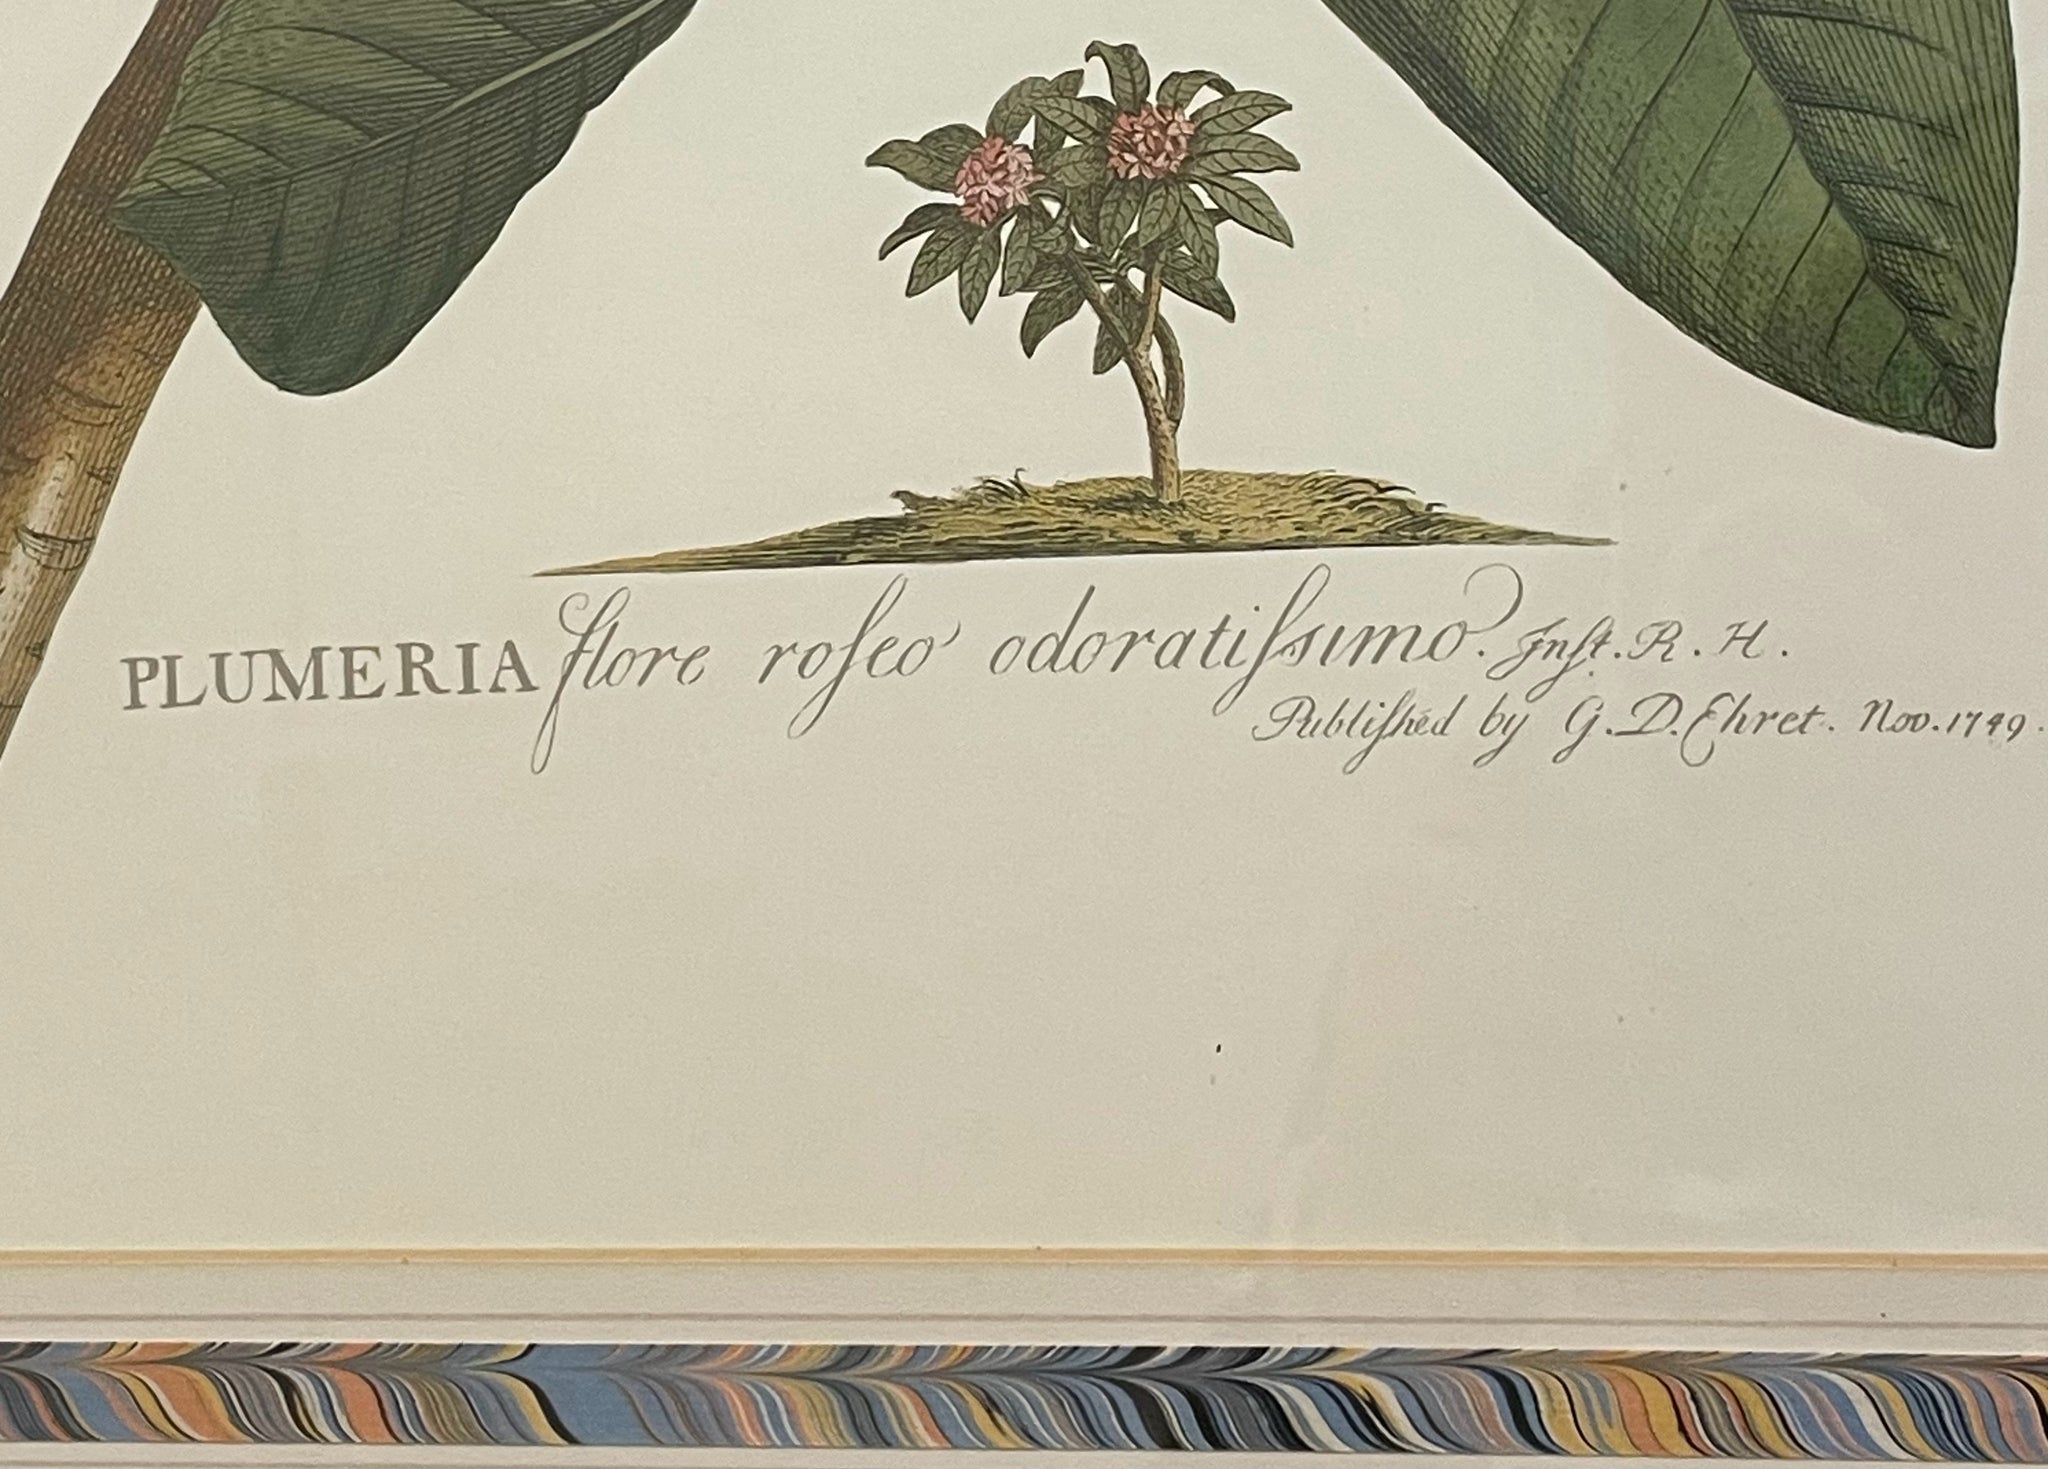 PLUMERIA flore roſeo odoratiſsimo. Inſt. R. H.
Publiſhed by G. D. Ehret. Nov. 1749.